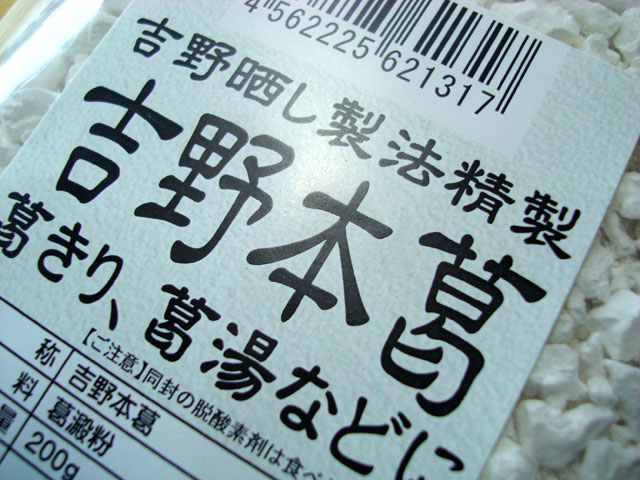 4562225621317
吉野晒し製法精製
吉野本葛
葛きり、葛湯などに
【ご注意】同封の脱酸素剤は食べ
称 吉野本葛
料 葛澱粉
量 200g